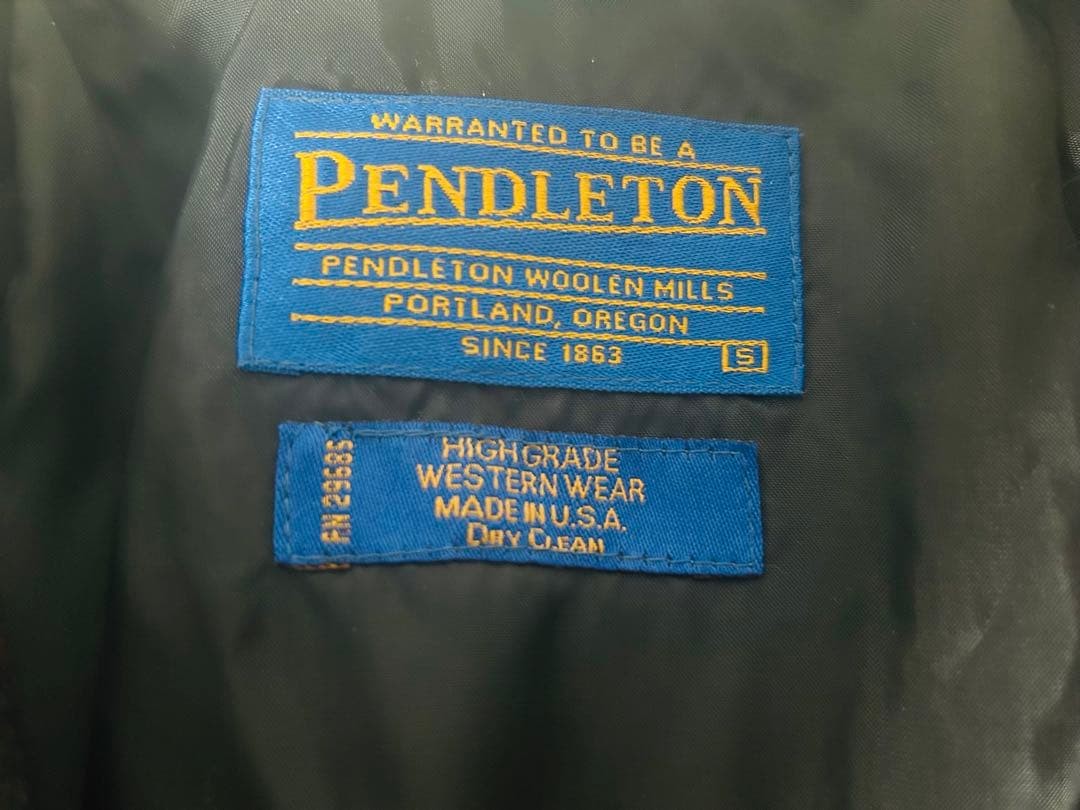 WARRANTED TO BE A
PENDLETON
PENDLETON WOOLEN MILLS
PORTLAND, OREGON
SINCE 1863
S
RN 29685
HIGH GRADE
WESTERN WEAR
MADE IN U.S.A.
DRY CLEAN